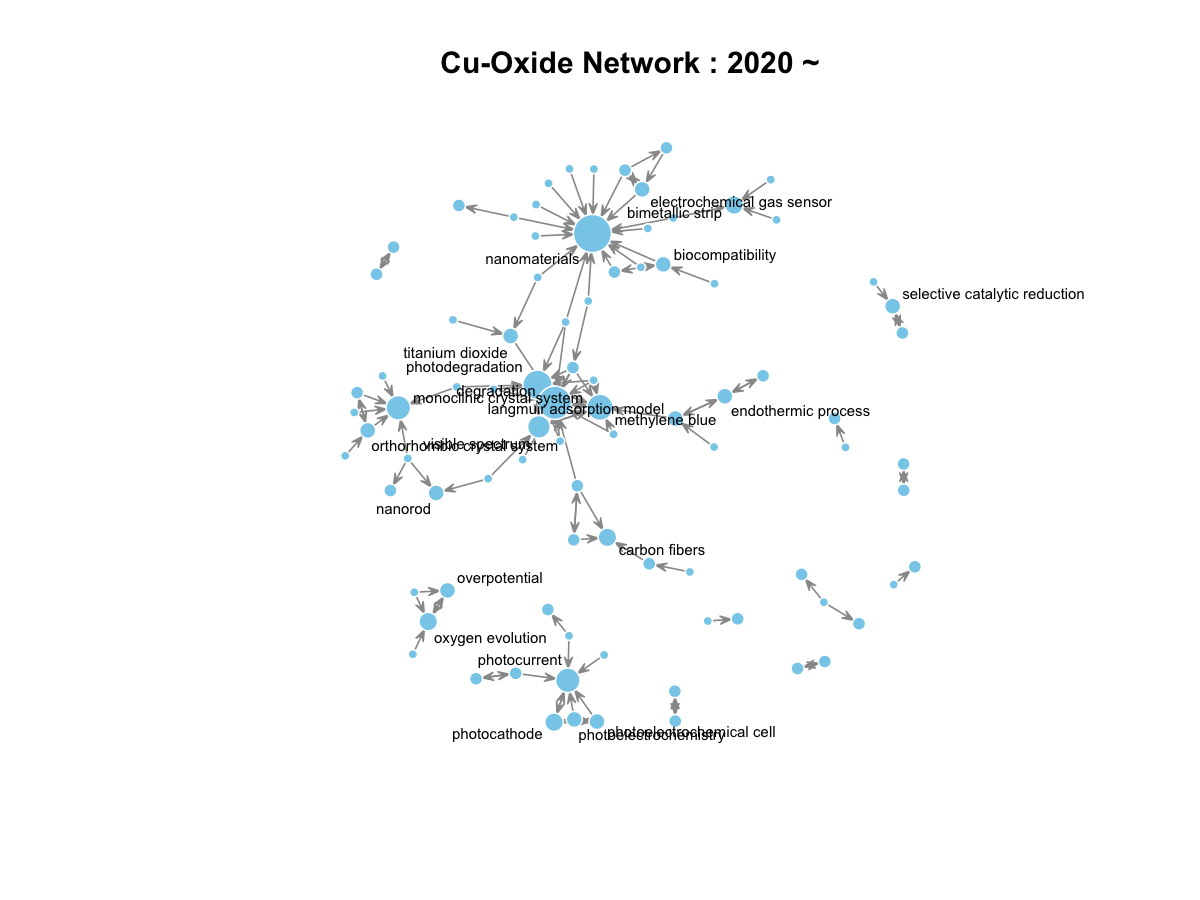 Cu-Oxide Network : 2020 ~
electrochemical gas sensor
bimetallic strip
biocompatibility
nanomaterials
selective catalytic reduction
titanium dioxide
photodegradation
degradation
monoclinic crystal system
langmuir adsorption model
endothermic process
methylene blue
visible spectrum
orthorhombic crystal system
nanorod
carbon fibers
overpotential
oxygen evolution
photocurrent
photoelectrochemical cell
photocathode
photoelectrochemistry